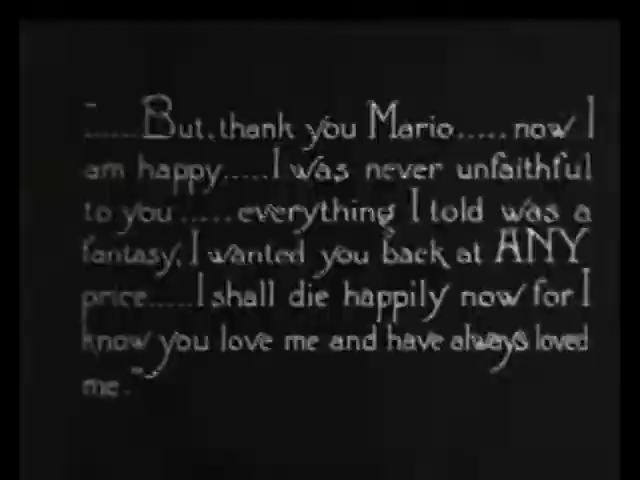 "......But, thank you Mario.....now I
am happy.....I was never unfaithful
to you.....everything I told was a
fantasy, I wanted you back at ANY
price.....I shall die happily now for I
know you love me and have always loved
me."